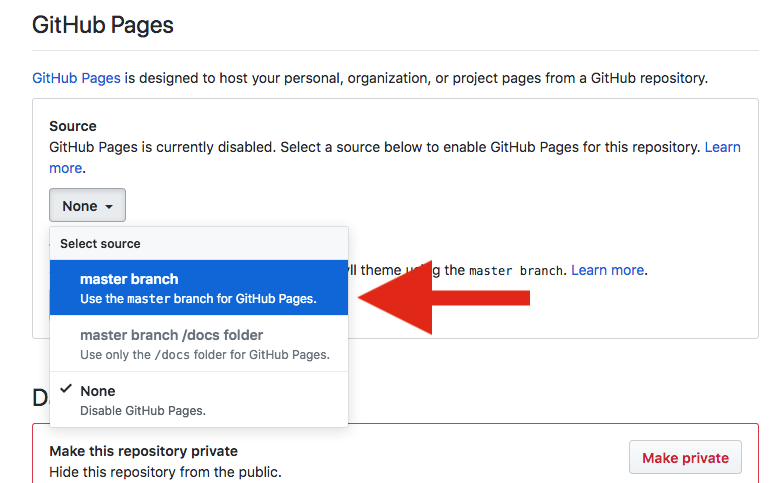 GitHub Pages
GitHub Pages is designed to host your personal, organization, or project pages from a GitHub repository.
Source
GitHub Pages is currently disabled. Select a source below to enable GitHub Pages for this repository. Learn
more.
None
Select source
master branch
Use the master branch for GitHub Pages.
theme using the master branch. Learn more.
master branch /docs folder
Use only the /docs folder for GitHub Pages.
None
Disable GitHub Pages.
Make this repository private
Hide this repository from the public.
Make private